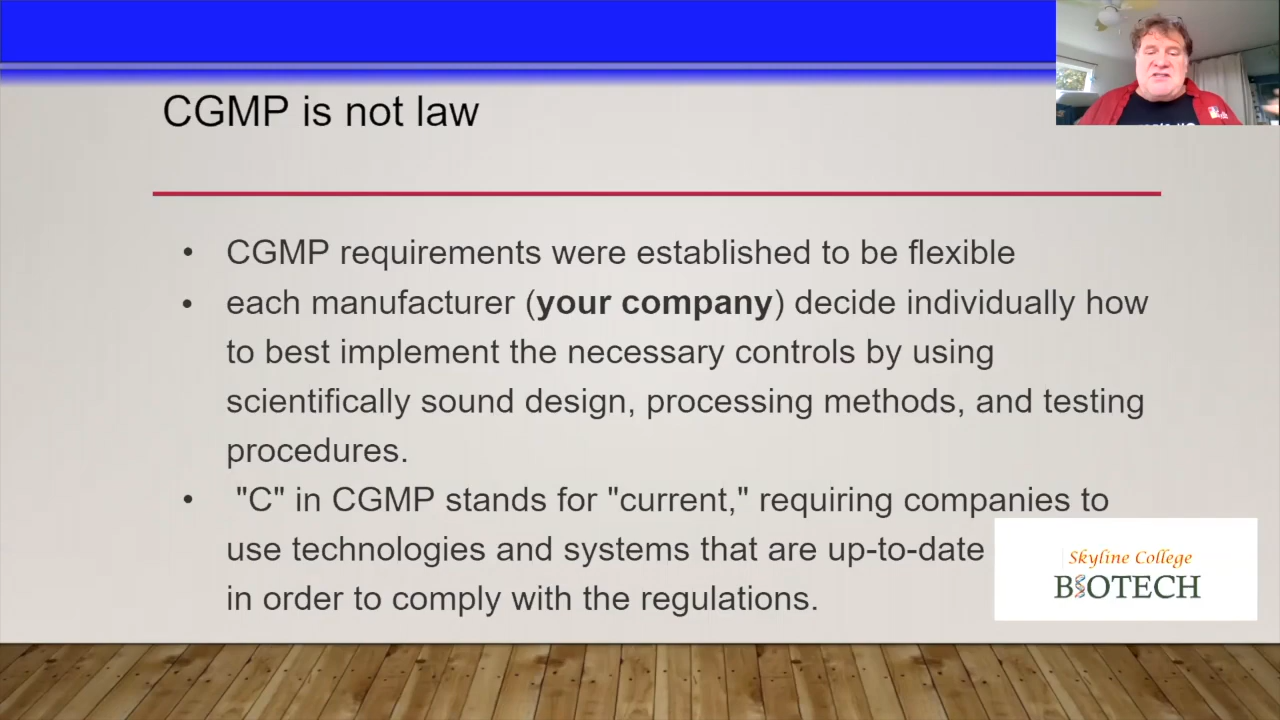 CGMP is not law
• CGMP requirements were established to be flexible
• each manufacturer (your company) decide individually how
to best implement the necessary controls by using
scientifically sound design, processing methods, and testing
procedures.
• "C" in CGMP stands for "current," requiring companies to
use technologies and systems that are up-to-date
in order to comply with the regulations.
Skyline College
BIOTECH